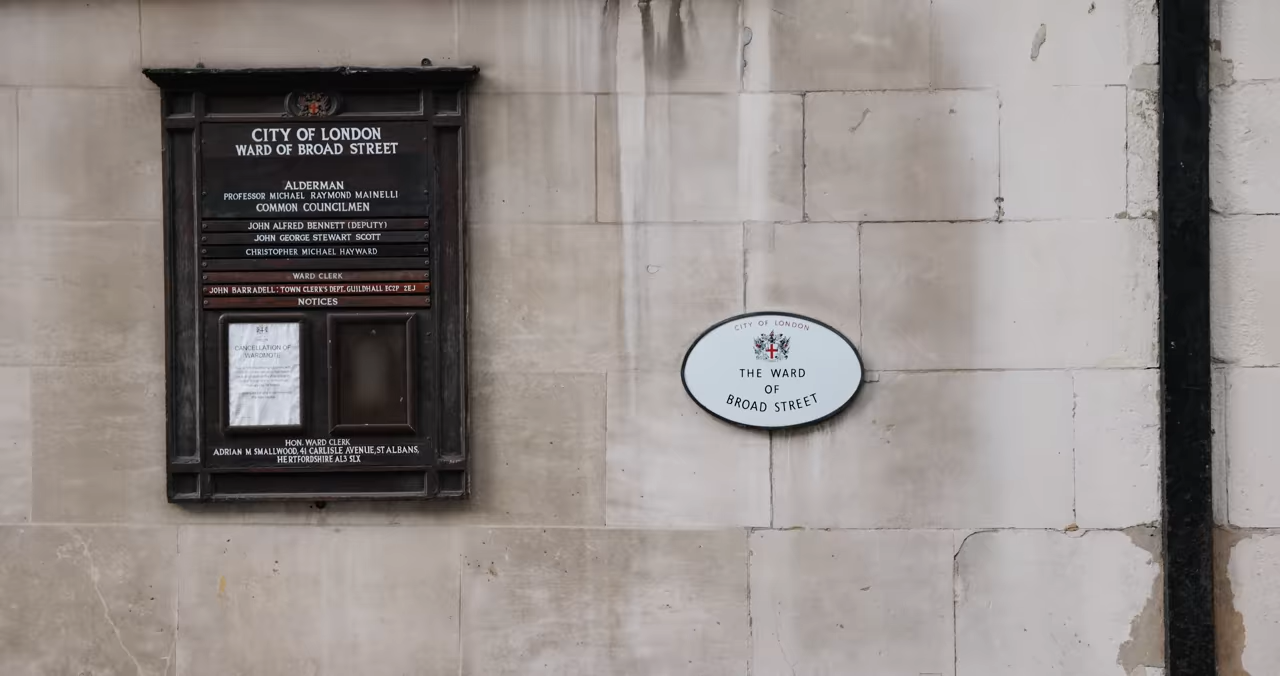 CITY OF LONDON
WARD OF BROAD STREET
ALDERMAN
PROFESSOR MICHAEL RAYMOND MAINELLI
COMMON COUNCILMEN
JOHN ALFRED BENNETT (DEPUTY)
JOHN GEORGE STEWART SCOTT
CHRISTOPHER MICHAEL HAYWARD
WARD CLERK
JOHN BARRADELL: TOWN CLERK'S DEPT, GUILDHALL EC2P 2EJ
NOTICES
CANCELLATION OF
WARDMOTE
HON. WARD CLERK
ADRIAN M SMALLWOOD, 41 CARLISLE AVENUE, ST ALBANS,
HERTFORDSHIRE AL3 5LX
CITY OF LONDON
THE WARD
OF
BROAD STREET